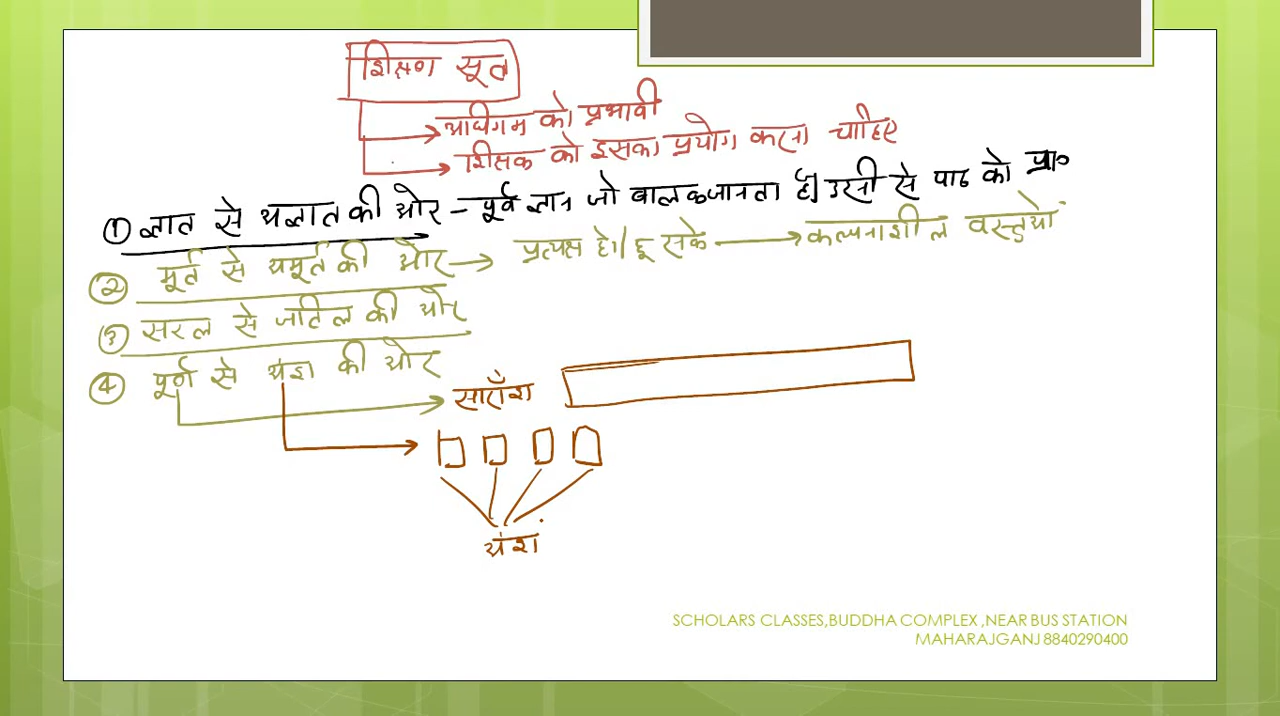 शिक्षण सूत्र
अधिगम को प्रभावी
शिक्षक को इसका प्रयोग करना चाहिए
① ज्ञात से अज्ञात की ओर - पूर्व ज्ञान जो बालक जानता है। उसी से पाठ को प्रा०
② मूर्त से अमूर्त की ओर → प्रत्यक्ष हो / छू सके → कल्पनाशील वस्तुयों
③ सरल से जटिल की ओर
④ पूर्ण से अंश की ओर
सारांश
अंश
SCHOLARS CLASSES,BUDDHA COMPLEX ,NEAR BUS STATION
MAHARAJGANJ 8840290400